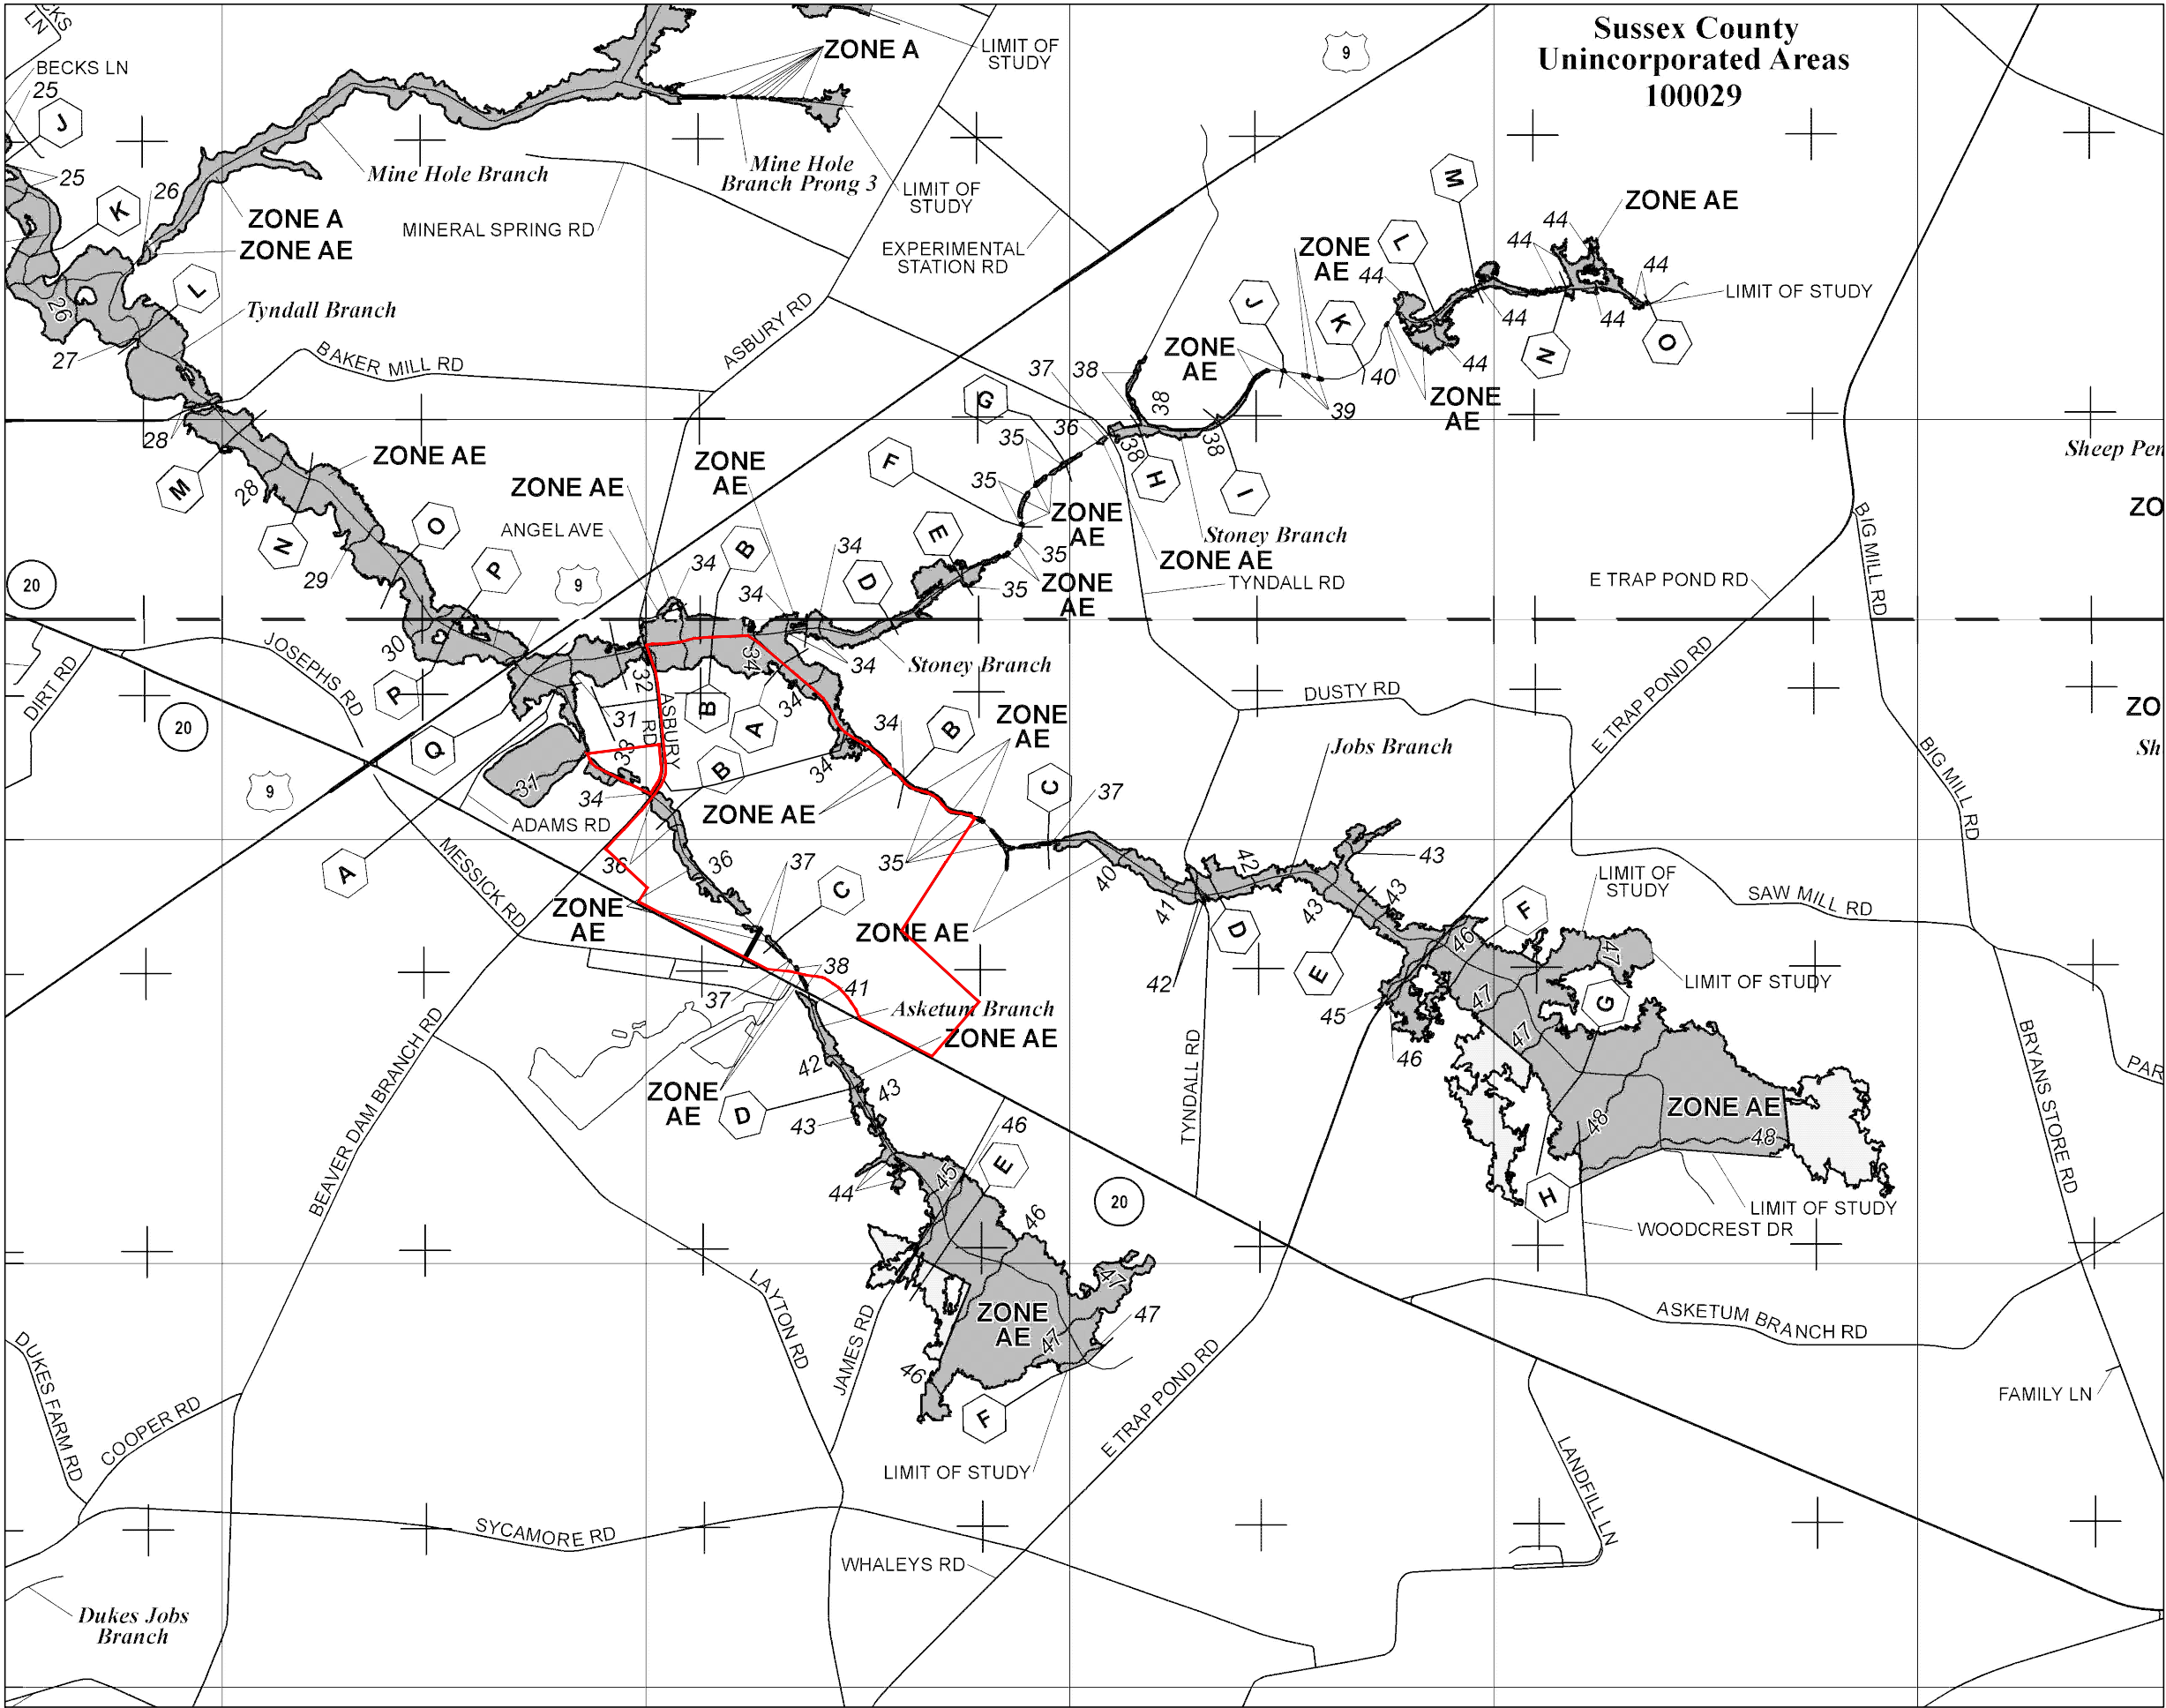 Sussex County
Unincorporated Areas
100029
CKS
LN
ZONE A
LIMIT OF
STUDY
9
BECKS LN
25
J
25
26
K
Mine Hole Branch
Mine Hole
Branch Prong 3
LIMIT OF
STUDY
M
ZONE AE
ZONE A
ZONE AE
MINERAL SPRING RD
EXPERIMENTAL
STATION RD
44
44
44
ZONE
AE
L
44
LIMIT OF STUDY
L
26
Tyndall Branch
27
ASBURY RD
J
K
44
44
N
O
BAKER MILL RD
37
38
ZONE
AE
40
44
G
38
39
ZONE
AE
28
36
35
38
38
Sheep Pen
ZONE AE
ZONE
AE
F
H
I
M
28
ZONE AE
35
ZONE
AE
ZO
BIG MILL RD
N
O
ANGEL AVE
B
34
34
E
35
Stoney Branch
ZONE AE
P
29
20
9
34
D
35
ZONE
AE
TYNDALL RD
E TRAP POND RD
30
JOSEPHS RD
DIRT RD
32
34
34
Stoney Branch
P
20
31
ASBURY
RD
B
A
34
34
B
ZONE
AE
DUSTY RD
E TRAP POND RD
ZO
Q
33
B
34
Jobs Branch
BIG MILL RD
Sh
9
31
34
ADAMS RD
ZONE AE
C
37
A
MESSICK RD
36
36
37
35
40
42
43
LIMIT OF
STUDY
C
41
43
43
SAW MILL RD
ZONE
AE
ZONE AE
D
F
46
47
E
LIMIT OF STUDY
38
41
37
42
47
G
Asketum Branch
45
47
BEAVER DAM BRANCH RD
ZONE AE
46
BRYANS STORE RD
PAR
42
ZONE
AE
D
43
43
TYNDALL RD
46
E
48
ZONE AE
48
44
45
20
H
LIMIT OF STUDY
WOODCREST DR
46
47
LAYTON RD
JAMES RD
ZONE
AE
47
47
ASKETUM BRANCH RD
DUKES FARM RD
46
E TRAP POND RD
FAMILY LN
COOPER RD
F
LIMIT OF STUDY
LANDFILL LN
SYCAMORE RD
WHALEYS RD
Dukes Jobs
Branch